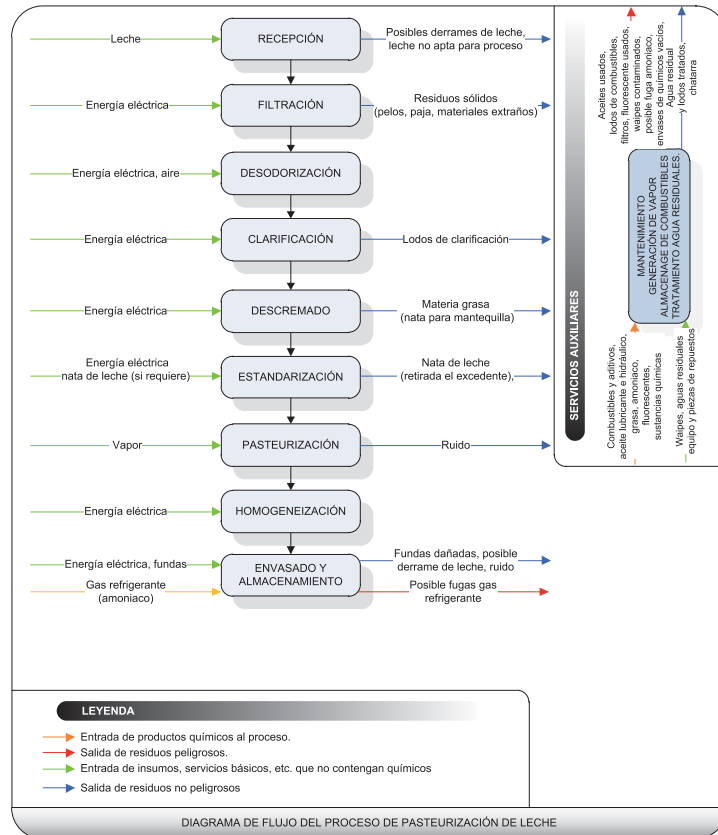 Leche
RECEPCIÓN
Posibles derrames de leche,
leche no apta para proceso
Energía eléctrica
FILTRACIÓN
Residuos sólidos
(pelos, paja, materiales extraños)
Energía eléctrica, aire
DESODORIZACIÓN
Energía eléctrica
CLARIFICACIÓN
Lodos de clarificación
Energía eléctrica
DESCREMADO
Materia grasa
(nata para mantequilla)
Energía eléctrica
nata de leche (si requiere)
ESTANDARIZACIÓN
Nata de leche
(retirada el excedente),
Vapor
PASTEURIZACIÓN
Ruido
Energía eléctrica
HOMOGENEIZACIÓN
Energía eléctrica, fundas
Gas refrigerante
(amoniaco)
ENVASADO Y
ALMACENAMIENTO
Fundas dañadas, posible
derrame de leche, ruido
Posible fugas gas
refrigerante
SERVICIOS AUXILIARES
Aceites usados,
lodos de combustibles,
filtros, fluorescente usados,
waipes contaminados,
posible fuga amoniaco,
envases de químicos vacíos,
Agua residual
y lodos tratados,
chatarra
MANTENIMIENTO
GENERACIÓN DE VAPOR
ALMACENAGE DE COMBUSTIBLES
TRATAMIENTO AGUA RESIDUALES.
Combustibles y aditivos,
aceite lubricante e hidráulico,
grasa, amoniaco,
fluorescentes,
sustancias químicas
Waipes, aguas residuales
equipo y piezas de repuestos
LEYENDA
Entrada de productos químicos al proceso.
Salida de residuos peligrosos.
Entrada de insumos, servicios básicos, etc. que no contengan químicos
Salida de residuos no peligrosos
DIAGRAMA DE FLUJO DEL PROCESO DE PASTEURIZACIÓN DE LECHE